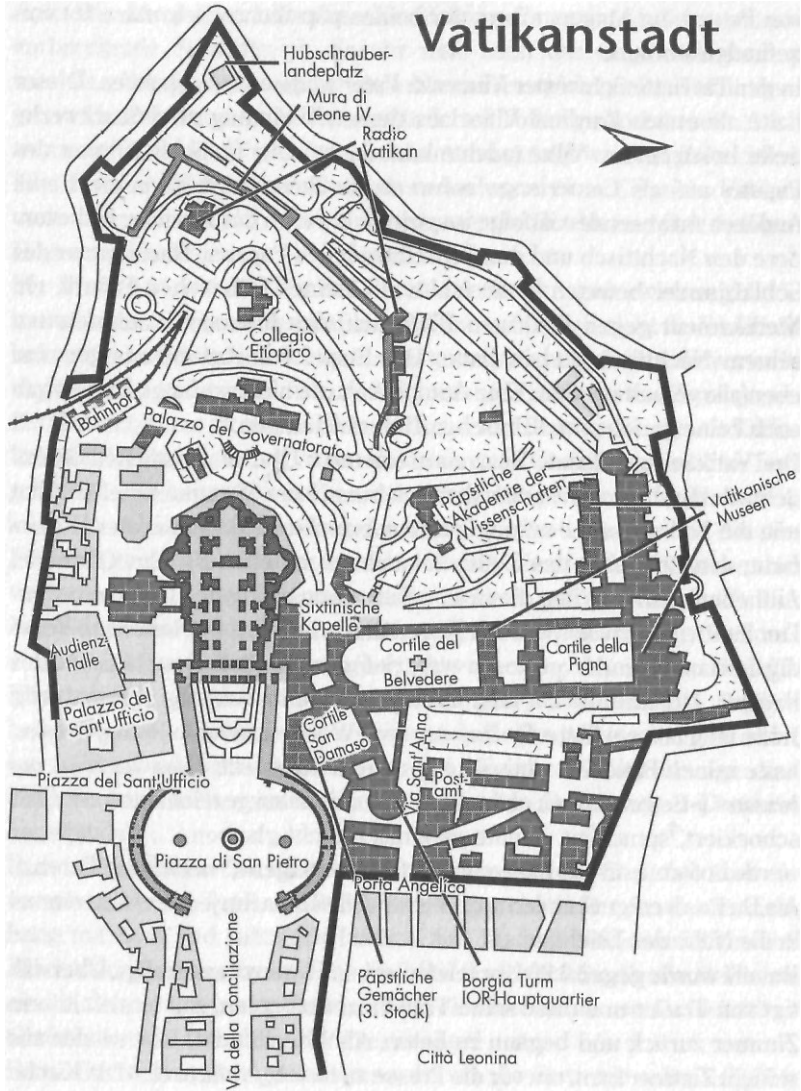 Vatikanstadt
Hubschrauber-
landeplatz
Mura di
Leone IV.
Radio
Vatikan
Collegio
Etiopico
Bahnhof
Palazzo del Governatorato
Päpstliche
Akademie der
Wissenschaften
Vatikanische
Museen
Sixtinische
Kapelle
Audienz
halle
Cortile del
Belvedere
Cortile della
Pigna
Palazzo del
Sant'Ufficio
Cortile
San
Damaso
Via Sant'Anna
Post-
amt
Piazza del Sant'Ufficio
Piazza di San Pietro
Porta Angelica
Via della Conciliazione
Päpstliche
Gemächer
(3. Stock)
Borgia Turm
IOR-Hauptquartier
Città Leonina